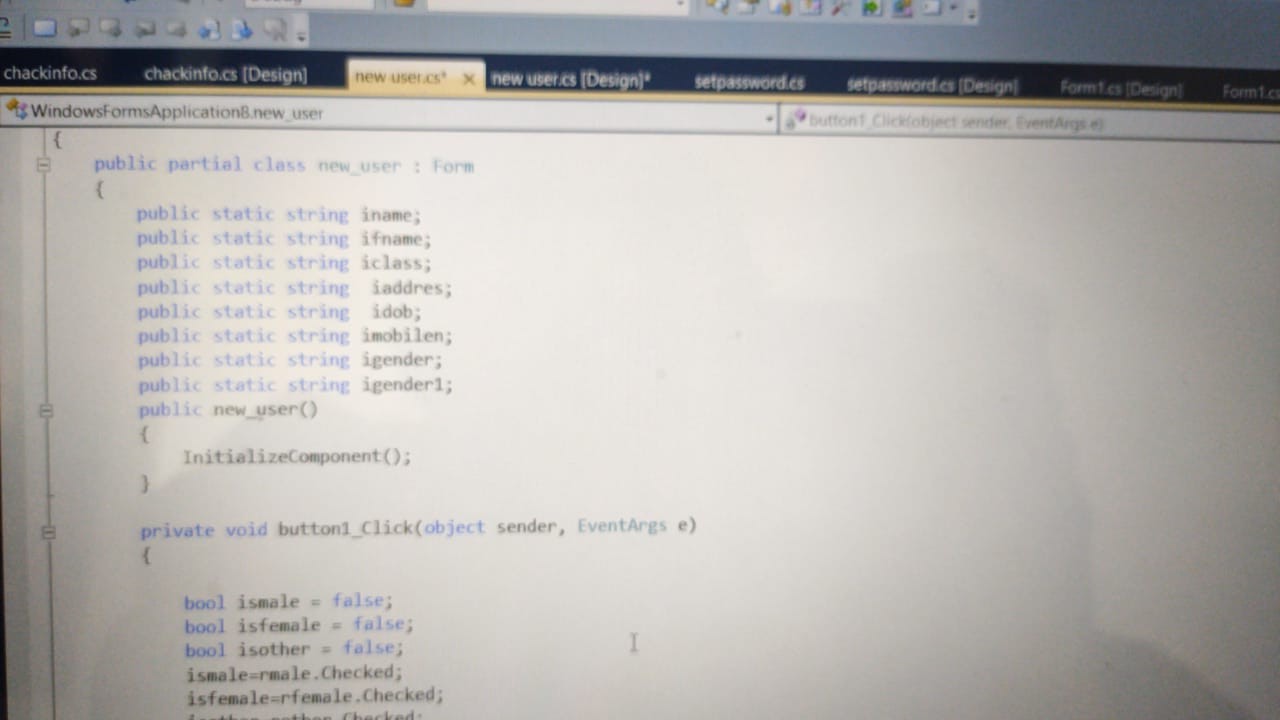 chackinfo.cs chackinfo.cs [Design] new user.cs* new user.cs [Design]* setpassword.cs setpassword.cs [Design] Form1.cs [Design] Form1.cs
WindowsFormsApplication8.new_user button1_Click(object sender, EventArgs e)
{
public partial class new_user : Form
{
public static string iname;
public static string ifname;
public static string iclass;
public static string iaddres;
public static string idob;
public static string imobilen;
public static string igender;
public static string igender1;
public new_user()
{
InitializeComponent();
}
private void button1_Click(object sender, EventArgs e)
{
bool ismale = false;
bool isfemale = false;
bool isother = false;
ismale=rmale.Checked;
isfemale=rfemale.Checked;